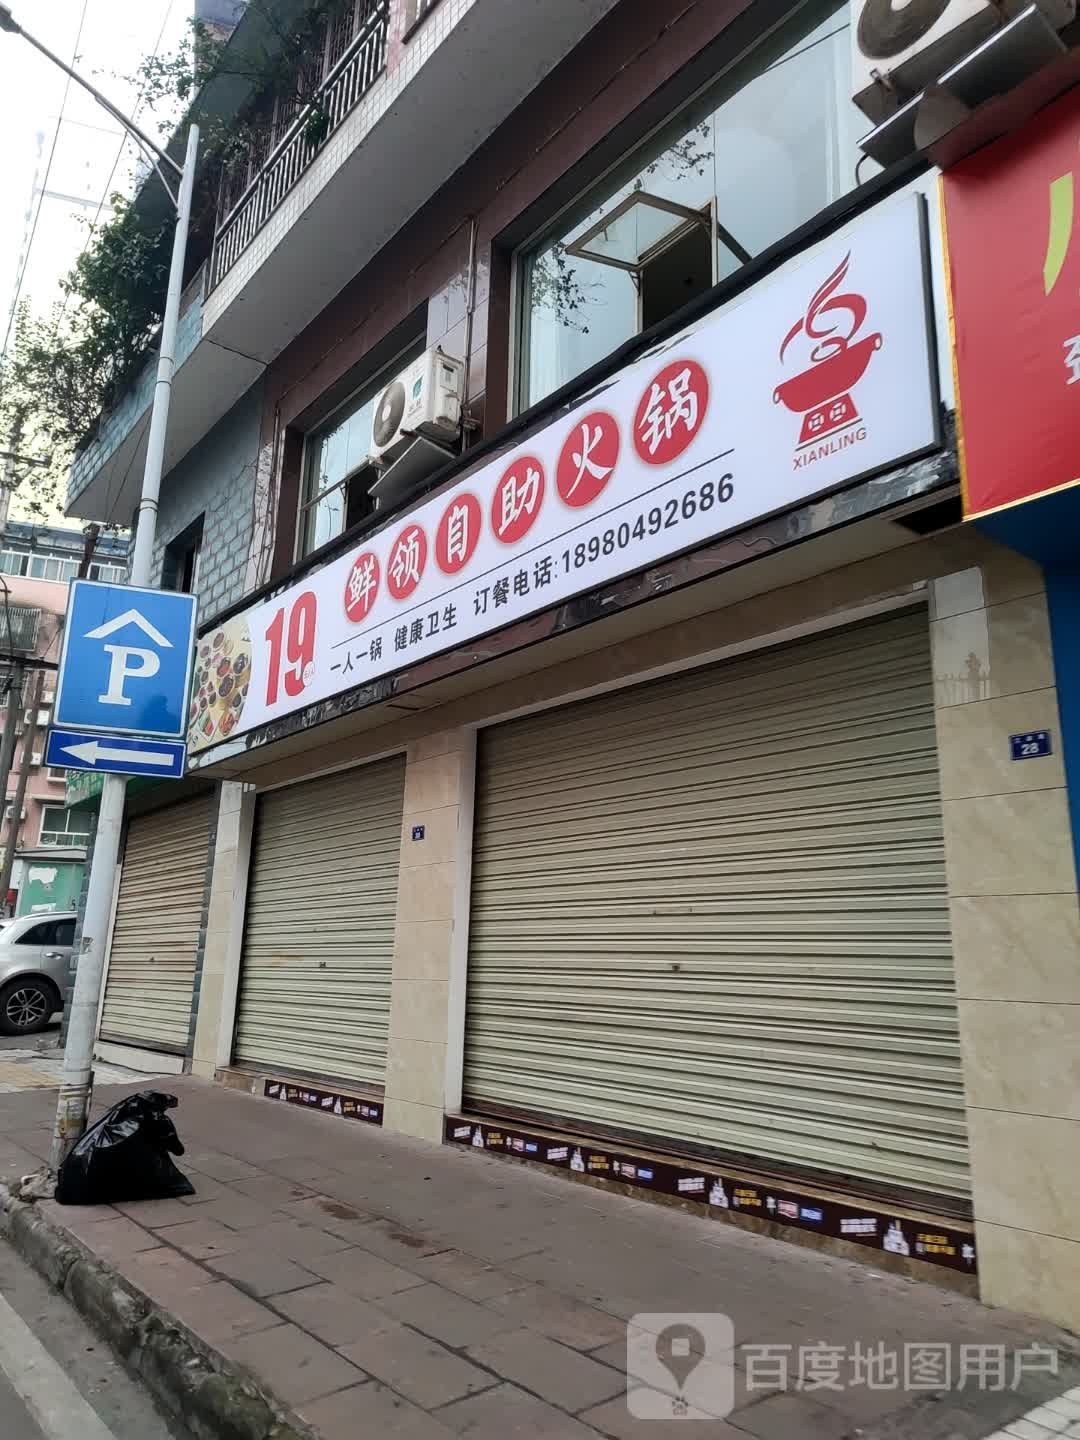 鲜领自助火锅
19
一人一锅 健康卫生 订餐电话:18980492686
XIANLING
P
28
百度地图用户